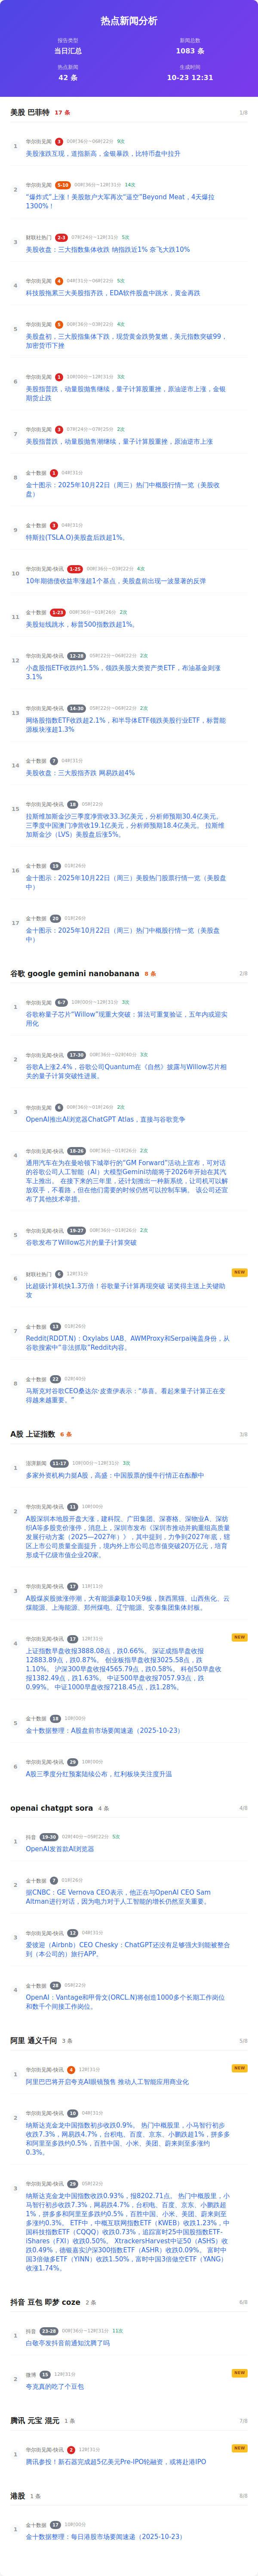 热点新闻分析
报告类型
新闻总数
当日汇总
1083 条
热点新闻
生成时间
42 条
10-23 12:31
美股 巴菲特 17 条 1/8
1
华尔街见闻 3 00时36分~06时22分 9次
美股涨跌互现，道指新高，金银暴跌，比特币盘中拉升
2
华尔街见闻 5-10 00时36分~12时31分 14次
“爆炸式”上涨！美股散户大军再次“逼空”Beyond Meat，4天爆拉
1300%！
3
财联社热门 2-3 07时24分~12时31分 5次
美股收盘：三大指数集体收跌 纳指跌近1% 奈飞大跌10%
4
华尔街见闻 4 04时31分~06时22分 5次
科技股拖累三大美股指齐跌，EDA软件股盘中跳水，黄金再跌
5
华尔街见闻 5 00时36分~03时22分 4次
美股盘初，三大股指集体下跌，现货黄金跌势复燃，美元指数突破99，
加密货币下挫
6
华尔街见闻 1 10时00分~12时31分 3次
美股指普跌，动量股抛售继续，量子计算股重挫，原油逆市上涨，金银
期货止跌
7
华尔街见闻 3 07时24分~07时25分 2次
美股指普跌，动量股抛售潮继续，量子计算股重挫，原油逆市上涨
8
金十数据 1 04时31分
金十图示：2025年10月22日（周三）热门中概股行情一览（美股收
盘）
9
金十数据 3 04时31分
特斯拉(TSLA.O)美股盘后跌超1%。
10
华尔街见闻-快讯 1-25 00时36分~03时22分 4次
10年期德债收益率涨超1个基点，美股盘前出现一波显著的反弹
11
金十数据 1-23 00时36分~01时26分 2次
美股短线跳水，标普500指数跌超1%。
12
华尔街见闻-快讯 12-28 05时22分~06时22分 2次
小盘股指ETF收跌约1.5%，领跌美股大类资产类ETF，布油基金则涨
3.1%
13
华尔街见闻-快讯 14-30 05时22分~06时22分 2次
网络股指数ETF收跌超2.1%，和半导体ETF领跌美股行业ETF，标普能
源板块涨超1.3%
14
金十数据 7 04时31分
美股收盘：三大股指齐跌 网易跌超4%
15
华尔街见闻-快讯 18 05时22分
拉斯维加斯金沙三季度净营收33.3亿美元，分析师预期30.4亿美元。
三季度中国澳门净营收19.1亿美元，分析师预期18.4亿美元。 拉斯维
加斯金沙（LVS）美股盘后涨5%。
16
金十数据 19 01时26分
金十图示：2025年10月22日（周三）美股热门股票行情一览（美股盘
中）
17
金十数据 20 01时26分
金十图示：2025年10月22日（周三）热门中概股行情一览（美股盘
中）
谷歌 google gemini nanobanana 8 条 2/8
1
华尔街见闻 6-7 10时00分~12时31分 3次
谷歌称量子芯片“Willow”现重大突破：算法可重复验证，五年内或迎实
用化
2
华尔街见闻-快讯 17-30 00时36分~02时40分 3次
谷歌A上涨2.4%，谷歌公司Quantum在《自然》披露与Willow芯片相
关的量子计算突破性进展。
3
华尔街见闻 6 00时36分~01时26分 2次
OpenAI推出AI浏览器ChatGPT Atlas，直接与谷歌竞争
4
华尔街见闻-快讯 18-26 00时36分~01时26分 2次
通用汽车在为在曼哈顿下城举行的“GM Forward”活动上宣布，可对话
的谷歌公司人工智能（AI）大模型Gemini功能将于2026年开始在其汽
车上推出。 在接下来的三年里，还计划推出一种新系统，让司机可以解
放双手，不看路，但在他们需要的时候仍然可以控制车辆。 该公司还宣
布了其他技术举措。
5
华尔街见闻-快讯 19-27 00时36分~01时26分 2次
谷歌发布了Willow芯片的量子计算突破
6
财联社热门 6 12时31分 NEW
比超级计算机快1.3万倍！谷歌量子计算再现突破 诺奖得主送上关键助
攻
7
金十数据 13 01时26分
Reddit(RDDT.N)：Oxylabs UAB、AWMProxy和Serpai掩盖身份，从
谷歌搜索中“非法抓取”Reddit内容。
8
金十数据 22 02时40分
马斯克对谷歌CEO桑达尔·皮查伊表示：“恭喜。看起来量子计算正在变
得越来越重要。”
A股 上证指数 6 条 3/8
1
澎湃新闻 11-17 10时00分~12时31分 3次
多家外资机构力挺A股，高盛：中国股票的慢牛行情正在酝酿中
2
华尔街见闻-快讯 11 10时00分
A股深圳本地股开盘大涨，建科院、广田集团、深赛格、深物业A、深纺
织A等多股竞价涨停，消息上，深圳市发布《深圳市推动并购重组高质量
发展行动方案（2025—2027年）》，其中提到，力争到2027年底，辖
区上市公司质量全面提升，境内外上市公司总市值突破20万亿元，培育
形成千亿级市值企业20家。
3
华尔街见闻-快讯 17 11时11分
A股煤炭股掀涨停潮，大有能源豪取10天9板，陕西黑猫、山西焦化、云
煤能源、上海能源、郑州煤电、辽宁能源、安泰集团集体封板。
4
华尔街见闻-快讯 17 12时31分 NEW
上证指数早盘收报3888.08点，跌0.66%。 深证成指早盘收报
12883.89点，跌0.87%。 创业板指早盘收报3025.58点，跌
1.10%。 沪深300早盘收报4565.79点，跌0.58%。 科创50早盘收
报1382.49点，跌1.63%。 中证500早盘收报7057.93点，跌
0.99%。 中证1000早盘收报7218.45点，跌1.28%。
5
金十数据 18 10时00分
金十数据整理：A股盘前市场要闻速递（2025-10-23）
6
华尔街见闻-快讯 29 10时00分
A股三季度分红预案陆续公布，红利板块关注度升温
openai chatgpt sora 4 条 4/8
1
抖音 19-30 02时40分~05时22分 5次
OpenAI发首款AI浏览器
2
金十数据 7 01时26分
据CNBC：GE Vernova CEO表示，他正在与OpenAI CEO Sam
Altman进行对话，因为电力对于人工智能的增长仍然至关重要。
3
华尔街见闻-快讯 12 04时31分
爱彼迎（Airbnb）CEO Chesky：ChatGPT还没有足够强大到能被整合
到（本公司的）旅行APP。
4
金十数据 28 05时22分
OpenAI：Vantage和甲骨文(ORCL.N)将创造1000多个长期工作岗位
和数千个间接工作岗位。
阿里 通义千问 3 条 5/8
1
华尔街见闻-快讯 4 12时31分 NEW
阿里巴巴将开启夸克AI眼镜预售 推动人工智能应用商业化
2
华尔街见闻-快讯 10 04时31分
纳斯达克金龙中国指数初步收跌0.9%。 热门中概股里，小马智行初步
收跌7.3%，网易跌4.7%，台积电、百度、京东、小鹏跌超1%，拼多多
和阿里至多跌约0.5%，百胜中国、小米、美团、蔚来则至多涨约
0.3%。
3
华尔街见闻-快讯 29 05时22分
纳斯达克金龙中国指数收跌0.93%，报8202.71点。 热门中概股里，小
马智行初步收跌7.3%，网易跌4.7%，台积电、百度、京东、小鹏跌超
1%，拼多多和阿里至多跌约0.5%，百胜中国、小米、美团、蔚来则至
多涨约0.3%。 ETF中，中概互联网指数ETF（KWEB）收跌1.23%，中
国科技指数ETF（CQQQ）收跌0.73%，追踪富时25中国股指数ETF-
iShares（FXI）收跌0.50%。 XtrackersHarvest中证50（ASHS）收
跌0.49%，德银嘉实沪深300指数ETF（ASHR）收跌0.09%。 富时中
国3倍做多ETF（YINN）收跌1.50%，富时中国3倍做空ETF（YANG）
收涨1.74%。
抖音 豆包 即梦 coze 2 条 6/8
1
抖音 23-28 00时36分~12时31分 11次
白敬亭发抖音前通知沈腾了吗
2
微博 15 12时31分 NEW
夸克真的吃了个豆包
腾讯 元宝 混元 1 条 7/8
1
华尔街见闻-快讯 2 12时31分 NEW
腾讯参投！新石器完成超5亿美元Pre-IPO轮融资，或将赴港IPO
港股 1 条 8/8
1
金十数据 17 10时00分
金十数据整理：每日港股市场要闻速递（2025-10-23）